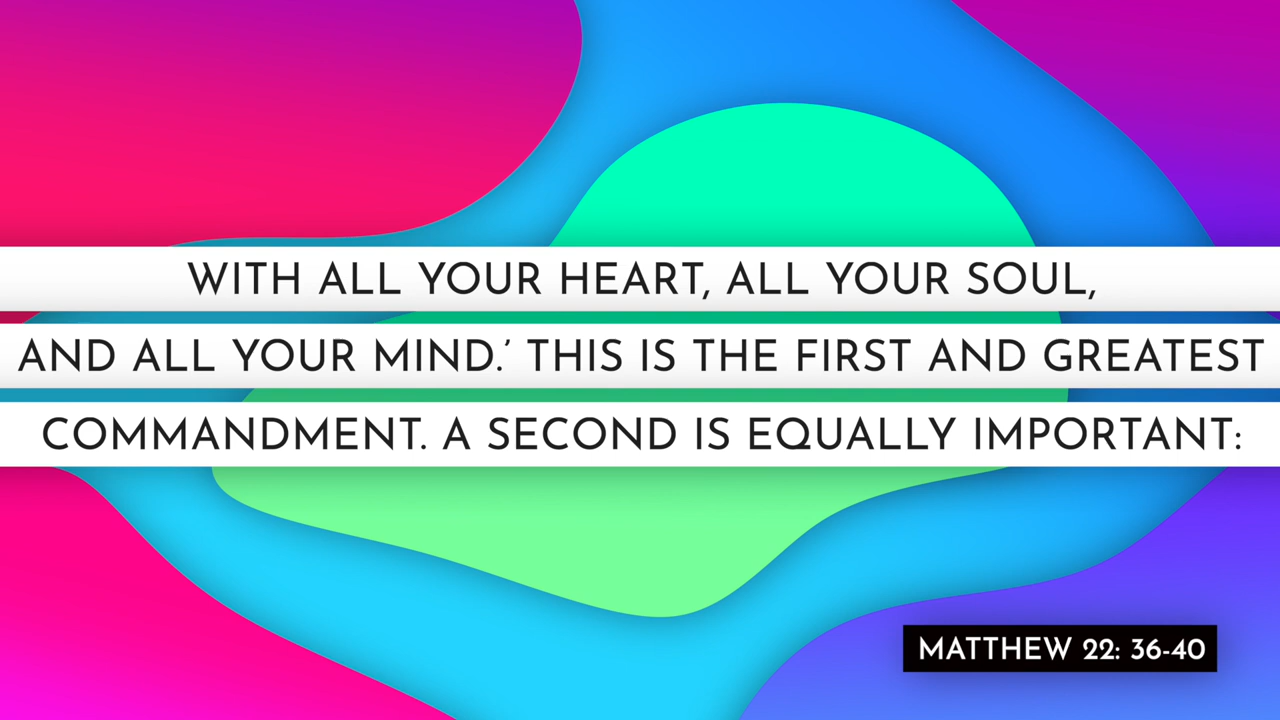 WITH ALL YOUR HEART, ALL YOUR SOUL,
AND ALL YOUR MIND.’ THIS IS THE FIRST AND GREATEST
COMMANDMENT. A SECOND IS EQUALLY IMPORTANT:
MATTHEW 22: 36-40